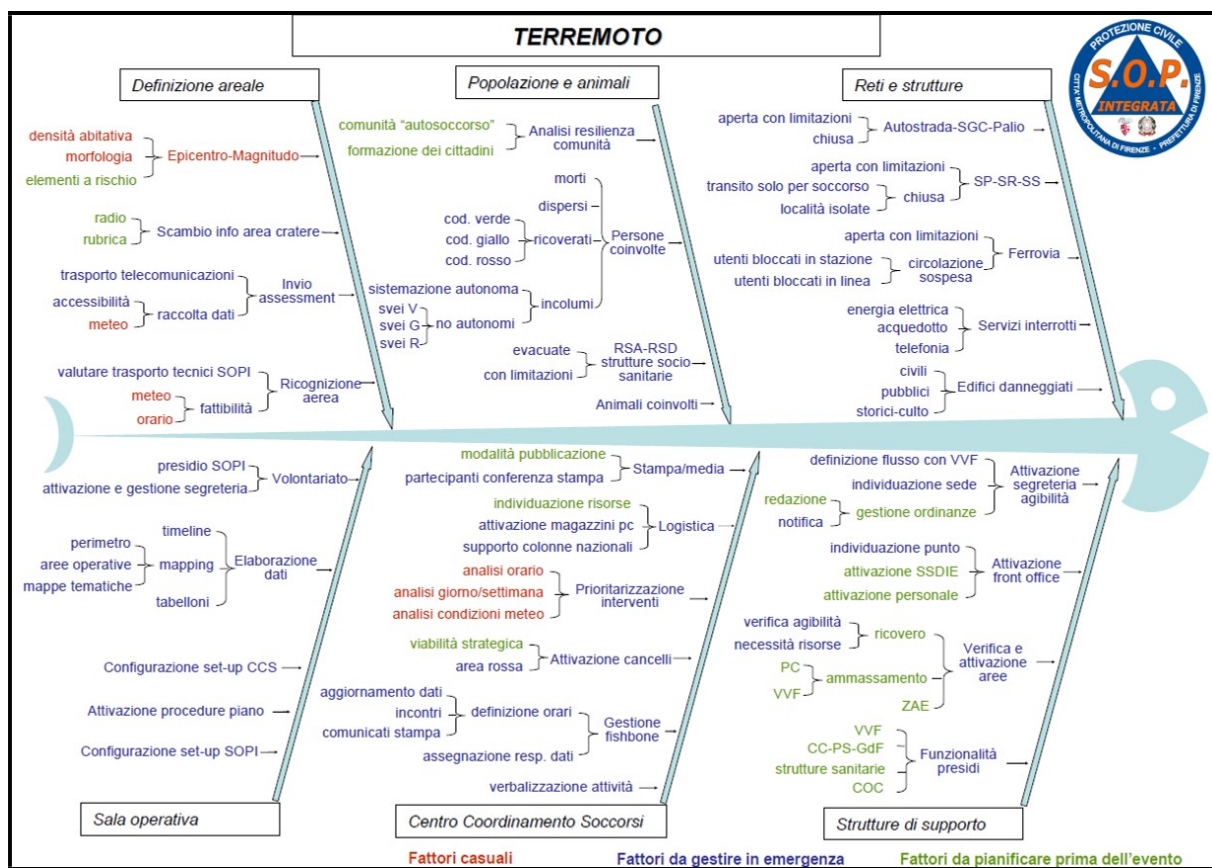 TERREMOTO
PROTEZIONE CIVILE
S.O.P.
INTEGRATA
CITTÀ METROPOLITANA DI FIRENZE - PREFETTURA DI FIRENZE
Definizione areale
densità abitativa
morfologia
elementi a rischio
Epicentro-Magnitudo
radio
rubrica
Scambio info area cratere
trasporto telecomunicazioni
accessibilità
meteo
raccolta dati
Invio
assessment
valutare trasporto tecnici SOPI
meteo
orario
fattibilità
Ricognizione
aerea
Popolazione e animali
comunità "autosoccorso"
formazione dei cittadini
Analisi resilienza
comunità
morti
dispersi
cod. verde
cod. giallo
cod. rosso
ricoverati
Persone
coinvolte
sistemazione autonoma
svei V
svei G
svei R
no autonomi
incolumi
evacuate
con limitazioni
RSA-RSD
strutture socio
sanitarie
Animali coinvolti
Reti e strutture
aperta con limitazioni
chiusa
Autostrada-SGC-Palio
aperta con limitazioni
transito solo per soccorso
località isolate
chiusa
SP-SR-SS
aperta con limitazioni
utenti bloccati in stazione
utenti bloccati in linea
circolazione
sospesa
Ferrovia
energia elettrica
acquedotto
telefonia
Servizi interrotti
civili
pubblici
storici-culto
Edifici danneggiati
presidio SOPI
attivazione e gestione segreteria
Volontariato
timeline
perimetro
aree operative
mappe tematiche
mapping
tabelloni
Elaborazione
dati
Configurazione set-up CCS
Attivazione procedure piano
Configurazione set-up SOPI
Sala operativa
modalità pubblicazione
partecipanti conferenza stampa
Stampa/media
individuazione risorse
attivazione magazzini pc
supporto colonne nazionali
Logistica
analisi orario
analisi giorno/settimana
analisi condizioni meteo
Prioritarizzazione
interventi
viabilità strategica
area rossa
Attivazione cancelli
aggiornamento dati
incontri
comunicati stampa
definizione orari
assegnazione resp. dati
Gestione
fishbone
verbalizzazione attività
Centro Coordinamento Soccorsi
definizione flusso con VVF
individuazione sede
redazione
notifica
gestione ordinanze
Attivazione
segreteria
agibilità
individuazione punto
attivazione SSDIE
attivazione personale
Attivazione
front office
verifica agibilità
necessità risorse
ricovero
PC
VVF
ammassamento
ZAE
Verifica e
attivazione
aree
VVF
CC-PS-GdF
strutture sanitarie
COC
Funzionalità
presidi
Strutture di supporto
Fattori casuali
Fattori da gestire in emergenza
Fattori da pianificare prima dell'evento